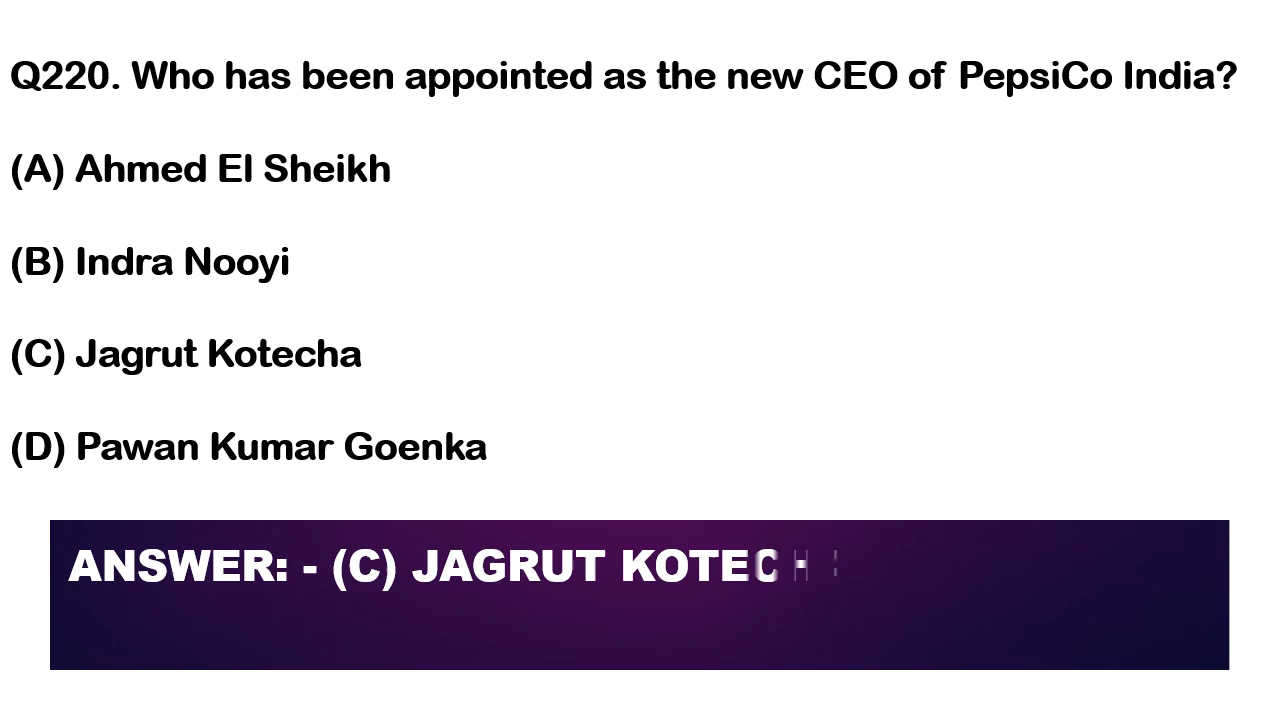 Q220. Who has been appointed as the new CEO of PepsiCo India?
(A) Ahmed El Sheikh
(B) Indra Nooyi
(C) Jagrut Kotecha
(D) Pawan Kumar Goenka
ANSWER: - (C) JAGRUT